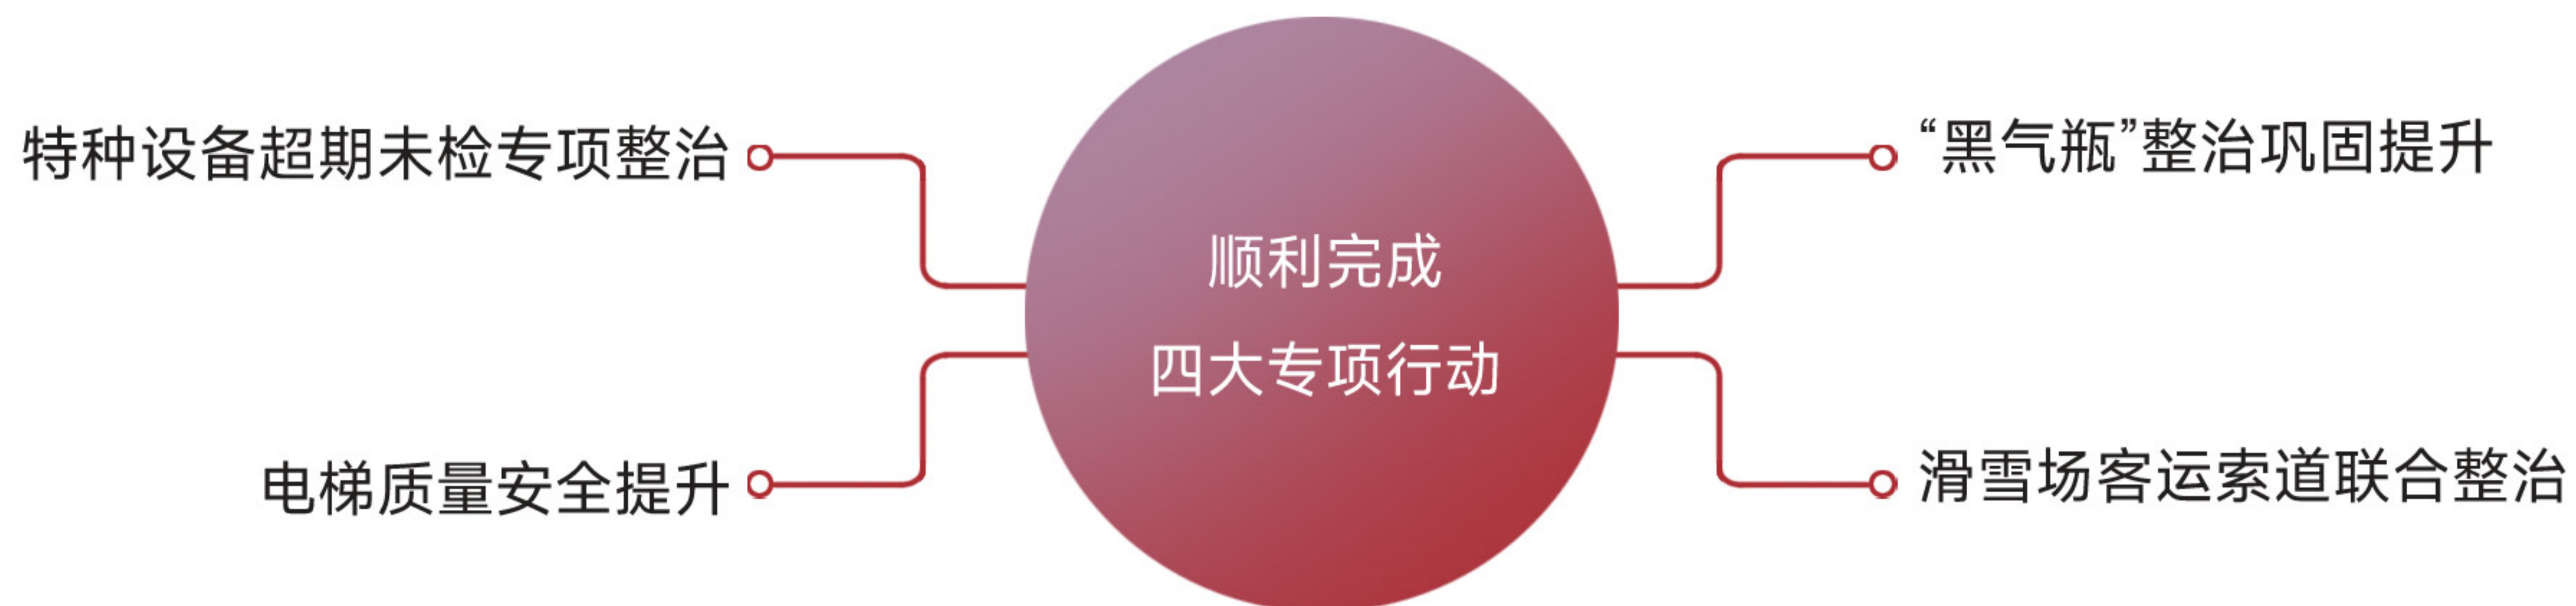 特种设备超期未检专项整治
“黑气瓶”整治巩固提升
顺利完成
四大专项行动
电梯质量安全提升
滑雪场客运索道联合整治